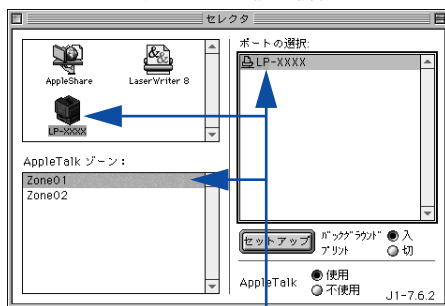 セレクタ
AppleShare
LaserWriter 8
LP-XXXX
AppleTalk ゾーン：
Zone01
Zone02
ポートの選択:
LP-XXXX
セットアップ
バックグラウンド
プリント
入
切
AppleTalk
使用
不使用
J1-7.6.2